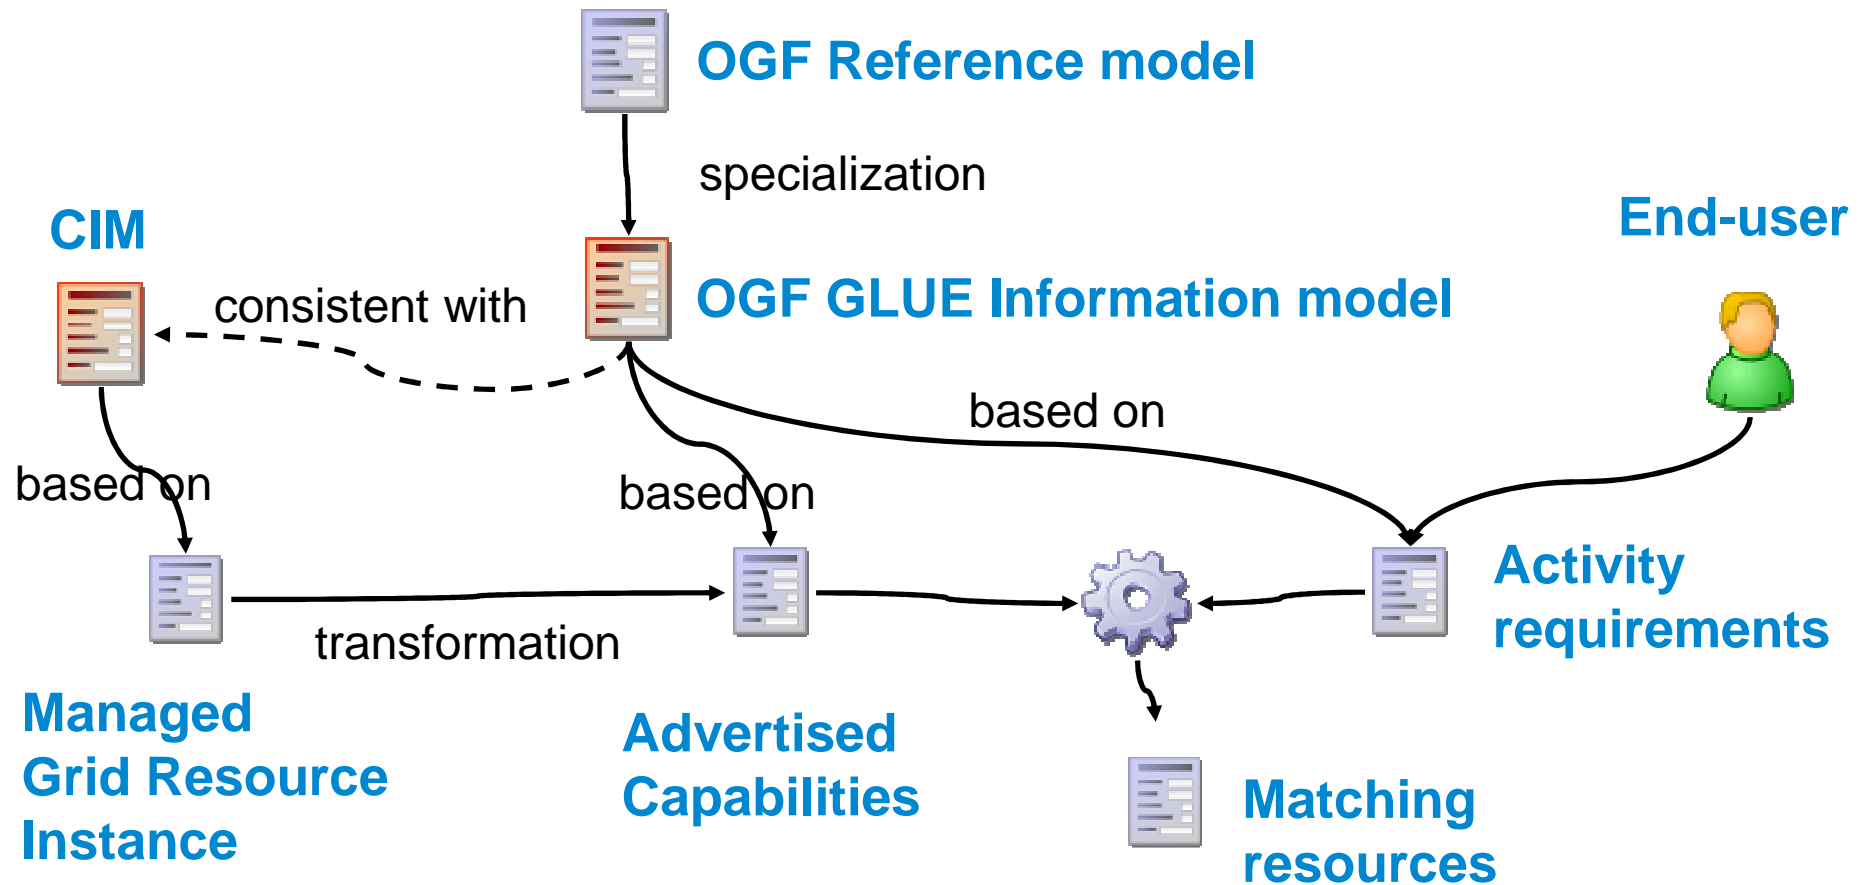 OGF Reference model
specialization
CIM
End-user
consistent with
OGF GLUE Information model
based on
based on
based on
Activity
requirements
transformation
Managed
Grid Resource
Instance
Advertised
Capabilities
Matching
resources